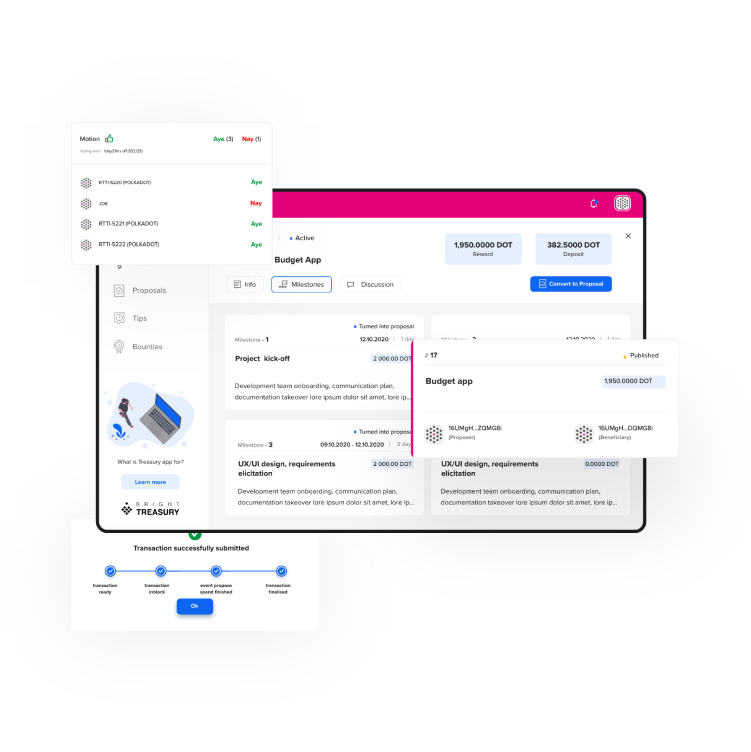 Motion
Aye (3) Nay (1)
RTTI-5220 (POLKADOT) Aye
JOE Nay
RTTI-5221 (POLKADOT) Aye
RTTI-5222 (POLKADOT) Aye
Active
Budget App
1,950.0000 DOT
Reward
382.5000 DOT
Deposit
Info
Milestones
Discussion
Convert to Proposal
Proposals
Tips
Bounties
What is Treasury app for?
Learn more
BRIGHT
TREASURY
Turned into proposal
Milestone - 1 12.10.2020 | 1 day
Project kick-off 2 000.00 DOT
Development team onboarding, communication plan,
documentation takeover lore ipsum dolor sit amet, lore ip...
Turned into proposal
Milestone - 3 09.10.2020 - 12.10.2020 | 3 day
UX/UI design, requirements
elicitation
2 000.00 DOT
Development team onboarding, communication plan,
documentation takeover lore ipsum dolor sit amet, lore ip...
# 17 Published
Budget app 1,950.0000 DOT
16UMgH...ZQMG8i
(Proposer)
16UMgH...DQMG8i
(Beneficiary)
UX/UI design, requirements
elicitation
0.0000 DOT
Development team onboarding, communication plan,
documentation takeover lore ipsum dolor sit amet, lore ip...
Transaction successfully submitted
transaction
ready
transaction
inblock
event propose
spend finished
transaction
finalised
Ok